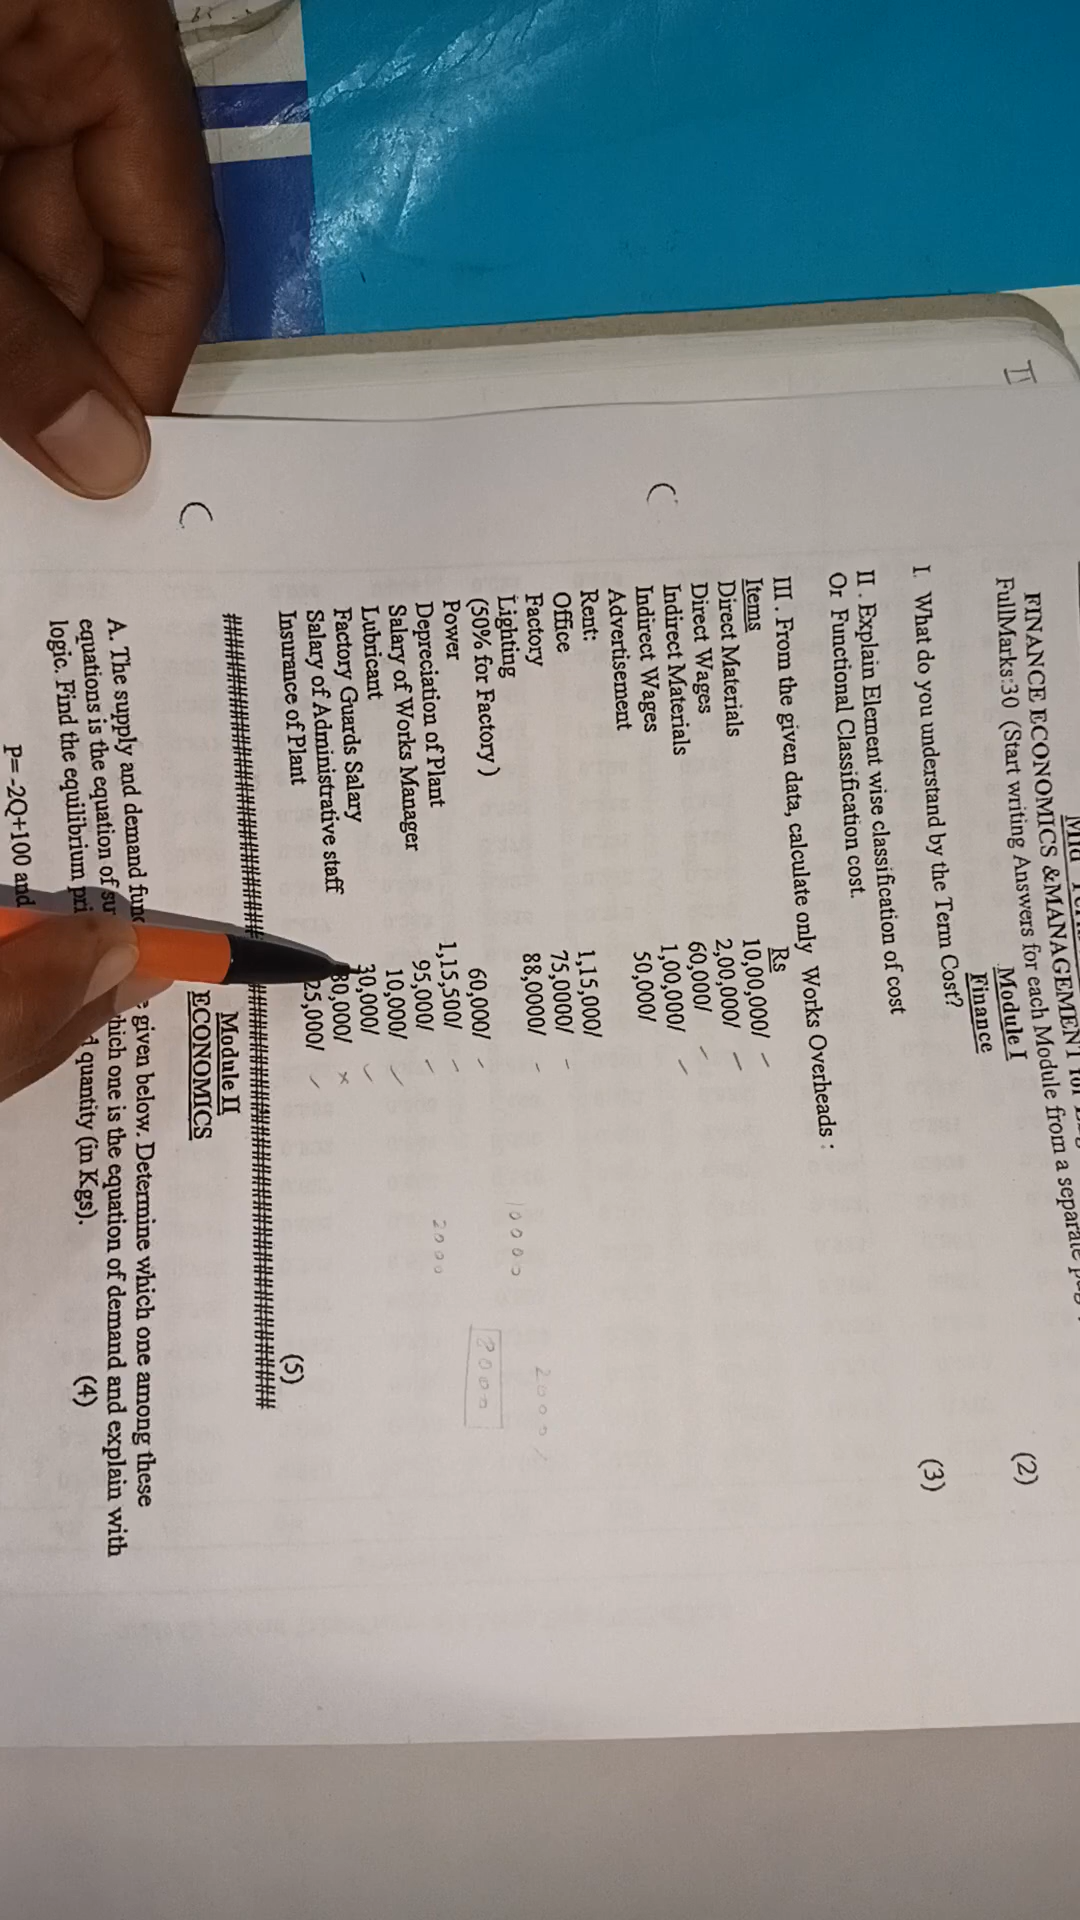 FINANCE ECONOMICS &MANAGEMENT
FullMarks:30 (Start writing Answers for each Module from a separate
Module I
Finance
I. What do you understand by the Term Cost? (2)
II . Explain Element wise classification of cost
Or Functional Classification cost. (3)
III . From the given data, calculate only Works Overheads :
Items Rs
Direct Materials 10,00,000/
Direct Wages 2,00,000/
Indirect Materials 60,000/
Indirect Wages 1,00,000/
Advertisement 50,000/
Rent:
Office 1,15,000/
Factory 75,0000/
Lighting 88,0000/
(50% for Factory )
Power 60,000/
Depreciation of Plant 1,15,500/
Salary of Works Manager 95,000/
Lubricant 10,000/
Factory Guards Salary 30,000/
Salary of Administrative staff
Insurance of Plant 25,000/ (5)
10000
2000
2000
2000
Module II
ECONOMICS
A. The supply and demand given below. Determine which one among these
equations is the equation of which one is the equation of demand and explain with
logic. Find the equilibrium quantity (in Kgs). (4)
P= -2Q+100 and